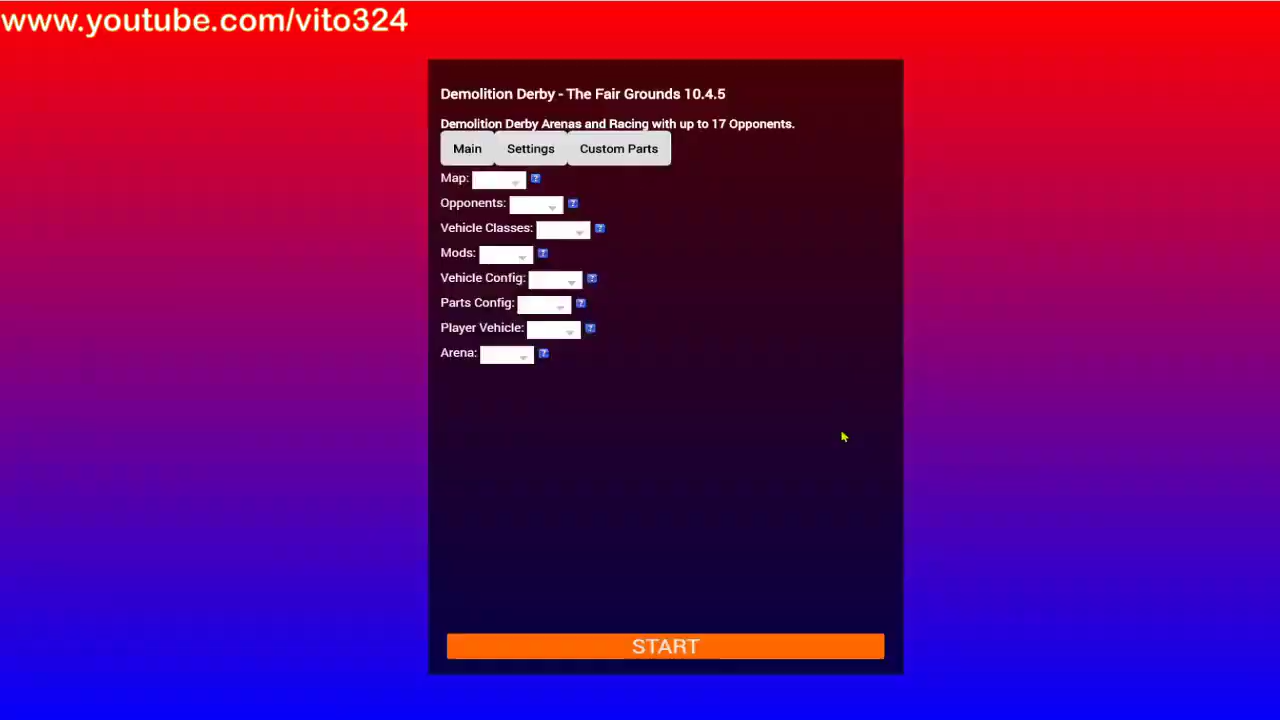 www.youtube.com/vito324
Demolition Derby - The Fair Grounds 10.4.5
Demolition Derby Arenas and Racing with up to 17 Opponents.
Main Settings Custom Parts
Map: ?
Opponents: ?
Vehicle Classes: ?
Mods: ?
Vehicle Config: ?
Parts Config: ?
Player Vehicle: ?
Arena: ?
START